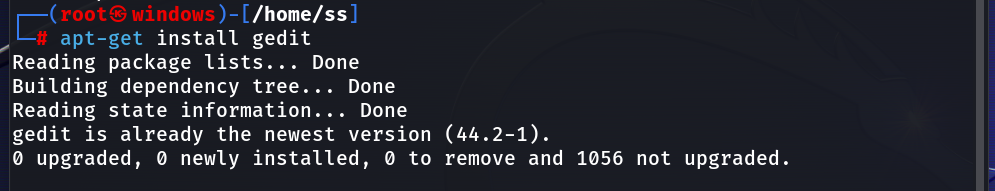 ┌──(root㉿windows)-[/home/ss]
└─# apt-get install gedit
Reading package lists... Done
Building dependency tree... Done
Reading state information... Done
gedit is already the newest version (44.2-1).
0 upgraded, 0 newly installed, 0 to remove and 1056 not upgraded.